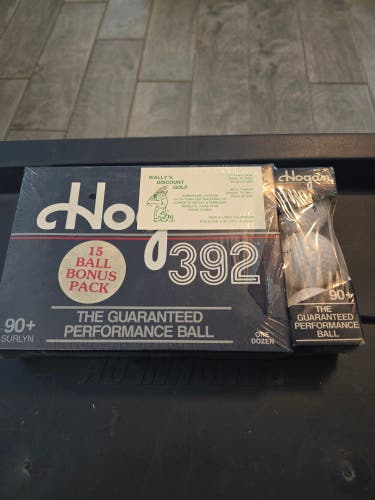 WALLY'S
DISCOUNT
GOLF
Hogan
392
15
BALL
BONUS
PACK
THE GUARANTEED
PERFORMANCE BALL
90+
SURLYN
ONE
DOZEN
Hogan
90+
THE GUARANTEED
PERFORMANCE
BALL